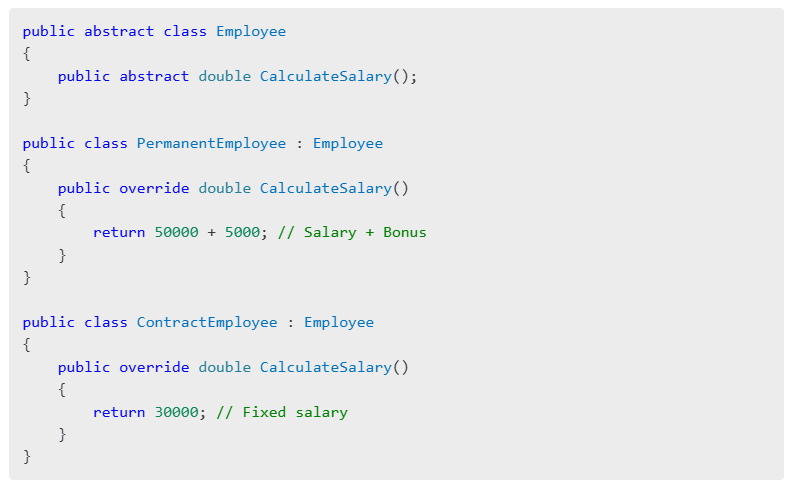 public abstract class Employee
{
    public abstract double CalculateSalary();
}

public class PermanentEmployee : Employee
{
    public override double CalculateSalary()
    {
        return 50000 + 5000; // Salary + Bonus
    }
}

public class ContractEmployee : Employee
{
    public override double CalculateSalary()
    {
        return 30000; // Fixed salary
    }
}